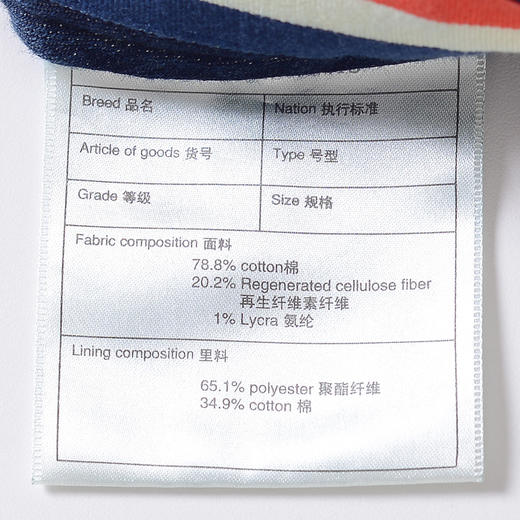 Breed 品名
Nation 执行标准
Article of goods 货号
Type 号型
Grade 等级
Size 规格
Fabric composition 面料
78.8% cotton棉
20.2% Regenerated cellulose fiber
再生纤维素纤维
1% Lycra 氨纶
Lining composition 里料
65.1% polyester 聚酯纤维
34.9% cotton 棉